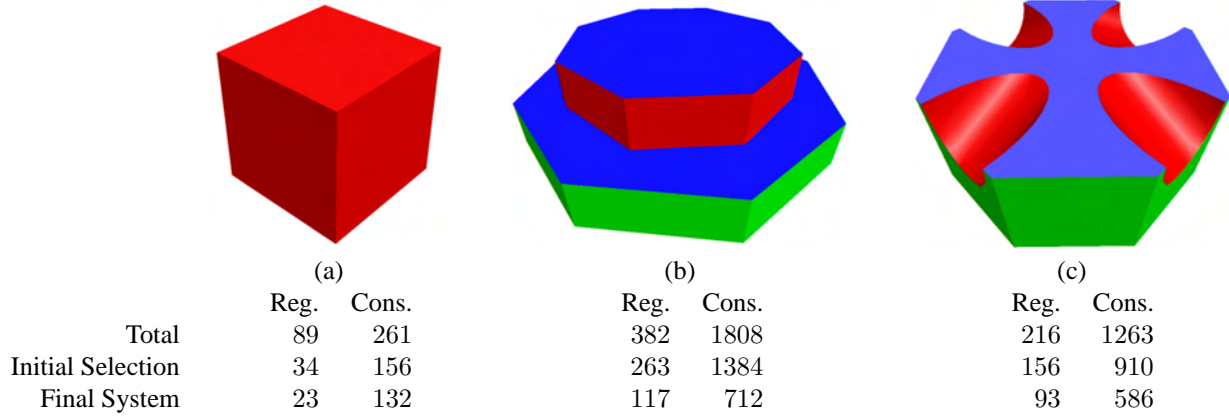 (a) (b) (c)
Reg. Cons. Reg. Cons. Reg. Cons.
Total 89 261 382 1808 216 1263
Initial Selection 34 156 263 1384 156 910
Final System 23 132 117 712 93 586